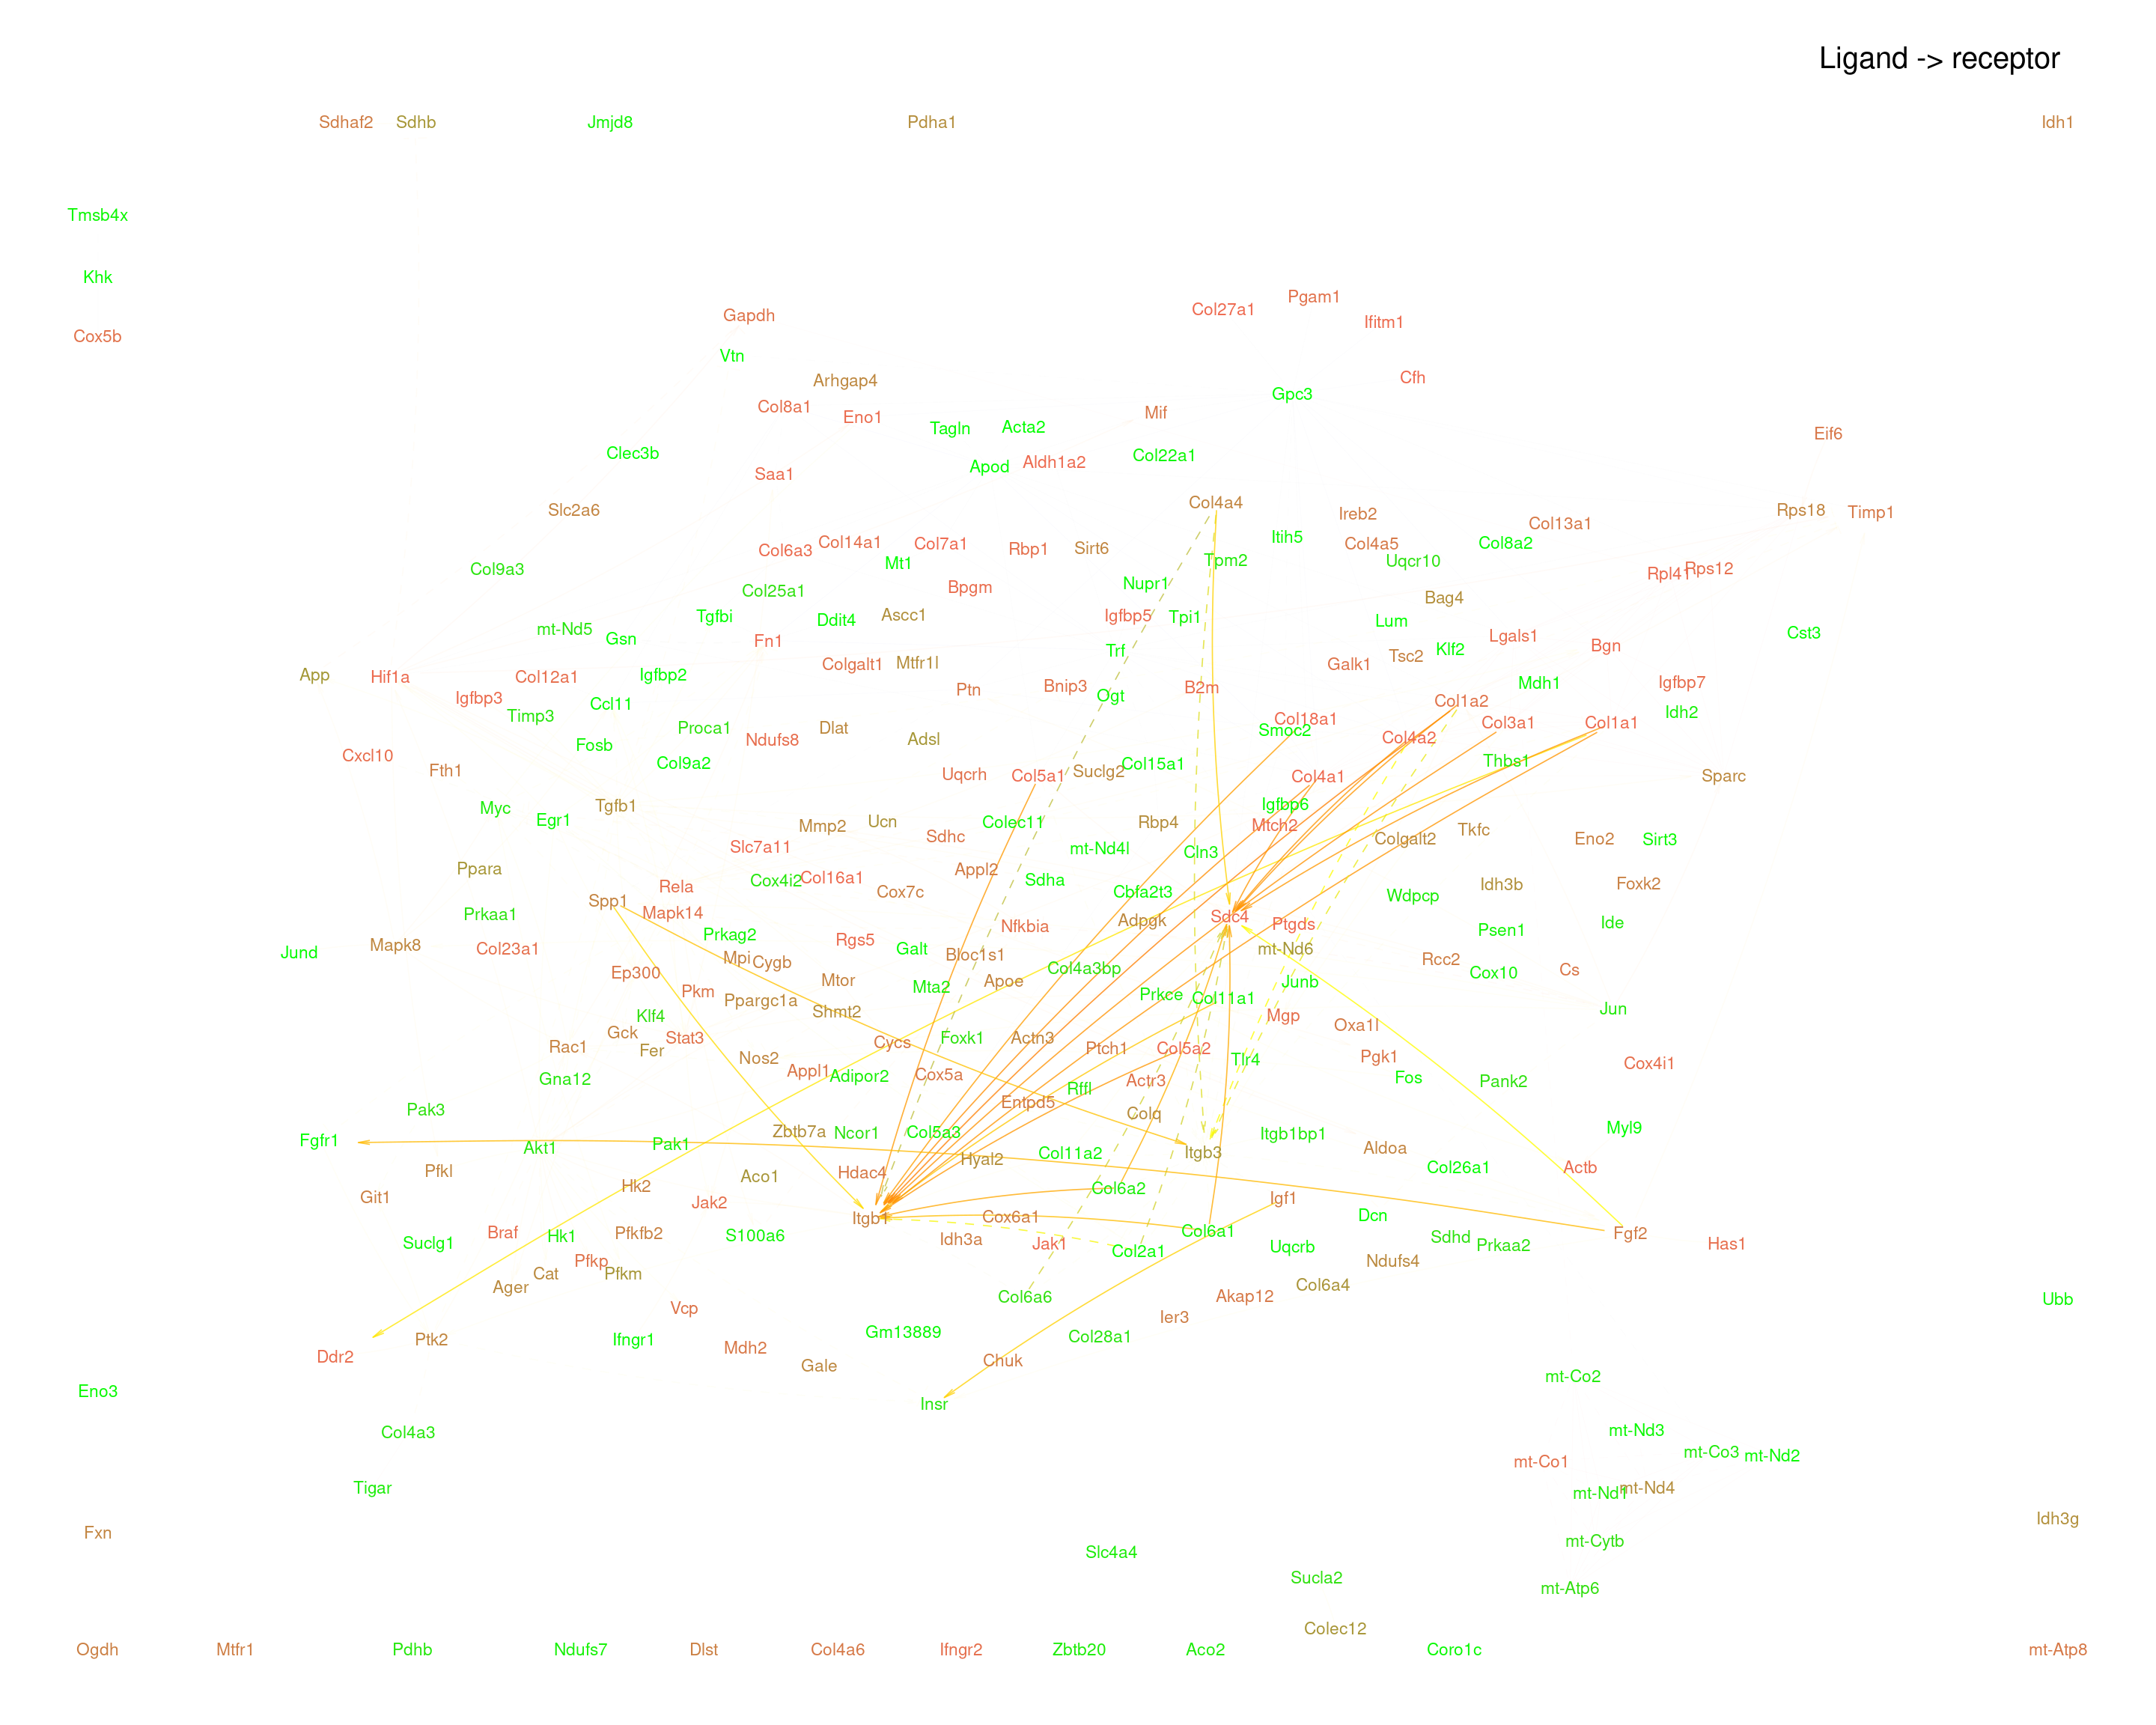 Ligand -> receptor
Sdhaf2 Sdhb Jmjd8 Pdha1 Idh1
Tmsb4x
Khk
Pgam1
Col27a1
Gapdh Ifitm1
Cox5b
Vtn
Arhgap4 Cfh
Gpc3
Col8a1 Mif
Eno1
Tagln Acta2 Eif6
Clec3b Col22a1
Apod Aldh1a2
Saa1
Col4a4
Slc2a6 Ireb2 Rps18 Timp1
Col13a1
Itih5
Col6a3 Col14a1 Col7a1 Rbp1 Sirt6 Col4a5 Col8a2
Col9a3 Mt1 Tpm2 Uqcr10 Rpl41 Rps12
Col25a1 Bpgm Nupr1
Bag4
Tgfbi Ddit4 Ascc1 Igfbp5 Tpi1 Lum
mt-Nd5 Gsn Fn1 Lgals1 Cst3
Trf Klf2 Bgn
Colgalt1 Mtfr1l Galk1 Tsc2
App Hif1a Col12a1 Igfbp2
Igfbp3 Ptn Bnip3 Ogt B2m Mdh1 Igfbp7
Timp3 Ccl11 Col1a2 Idh2
Proca1 Dlat Col18a1 Col3a1 Col1a1
Fosb Ndufs8 Adsl Smoc2 Col4a2
Cxcl10 Fth1 Col9a2 Uqcrh Col5a1 Suclg2 Col15a1 Col4a1 Thbs1 Sparc
Myc Egr1 Tgfb1 Mmp2 Ucn Colec11 Rbp4 Igfbp6
Slc7a11 Sdhc mt-Nd4l Cln3 Mtch2 Colgalt2 Tkfc Eno2 Sirt3
Ppara Rela Cox4i2 Col16a1 Cox7c Appl2 Sdha Cbfa2t3 Wdpcp Idh3b Foxk2
Prkaa1 Spp1 Mapk14 Nfkbia Adpgk Sdc4 Ptgds Psen1 Ide
Jund Mapk8 Col23a1 Prkag2 Rgs5 Galt Bloc1s1 mt-Nd6
Ep300 Mpi Cygb Mtor Apoe Col4a3bp Rcc2 Cox10 Cs
Pkm Ppargc1a Mta2 Prkce Col11a1 Junb Jun
Klf4 Shmt2 Mgp Oxa1l
Rac1 Gck Fer Stat3 Nos2 Cycs Foxk1 Actn3 Ptch1 Col5a2 Tlr4 Pgk1 Cox4i1
Gna12 Appl1 Adipor2 Cox5a Rffl Actr3 Fos Pank2
Pak3 Entpd5 Colq
Fgfr1 Akt1 Pak1 Zbtb7a Ncor1 Col5a3 Col11a2 Itgb3 Itgb1bp1 Aldoa Myl9
Pfkl Aco1 Hdac4 Hyal2 Col26a1 Actb
Git1 Hk2 Jak2 Col6a2 Igf1
Itgb1 Cox6a1 Dcn
Suclg1 Braf Hk1 Pfkfb2 S100a6 Idh3a Jak1 Col2a1 Col6a1 Uqcrb Sdhd Prkaa2 Fgf2 Has1
Ager Cat Pfkp Pfkm Col6a6 Akap12 Col6a4 Ndufs4
Vcp Ier3 Ubb
Ddr2 Ptk2 Ifngr1 Mdh2 Gm13889 Col28a1
Gale Chuk
Eno3 Insr mt-Co2
Col4a3 mt-Nd3
mt-Co1 mt-Co3 mt-Nd2
Tigar mt-Nd1 mt-Nd4
Fxn Slc4a4 mt-Cytb Idh3g
Sucla2 mt-Atp6
Colec12
Ogdh Mtfr1 Pdhb Ndufs7 Dlst Col4a6 Ifngr2 Zbtb20 Aco2 Coro1c mt-Atp8